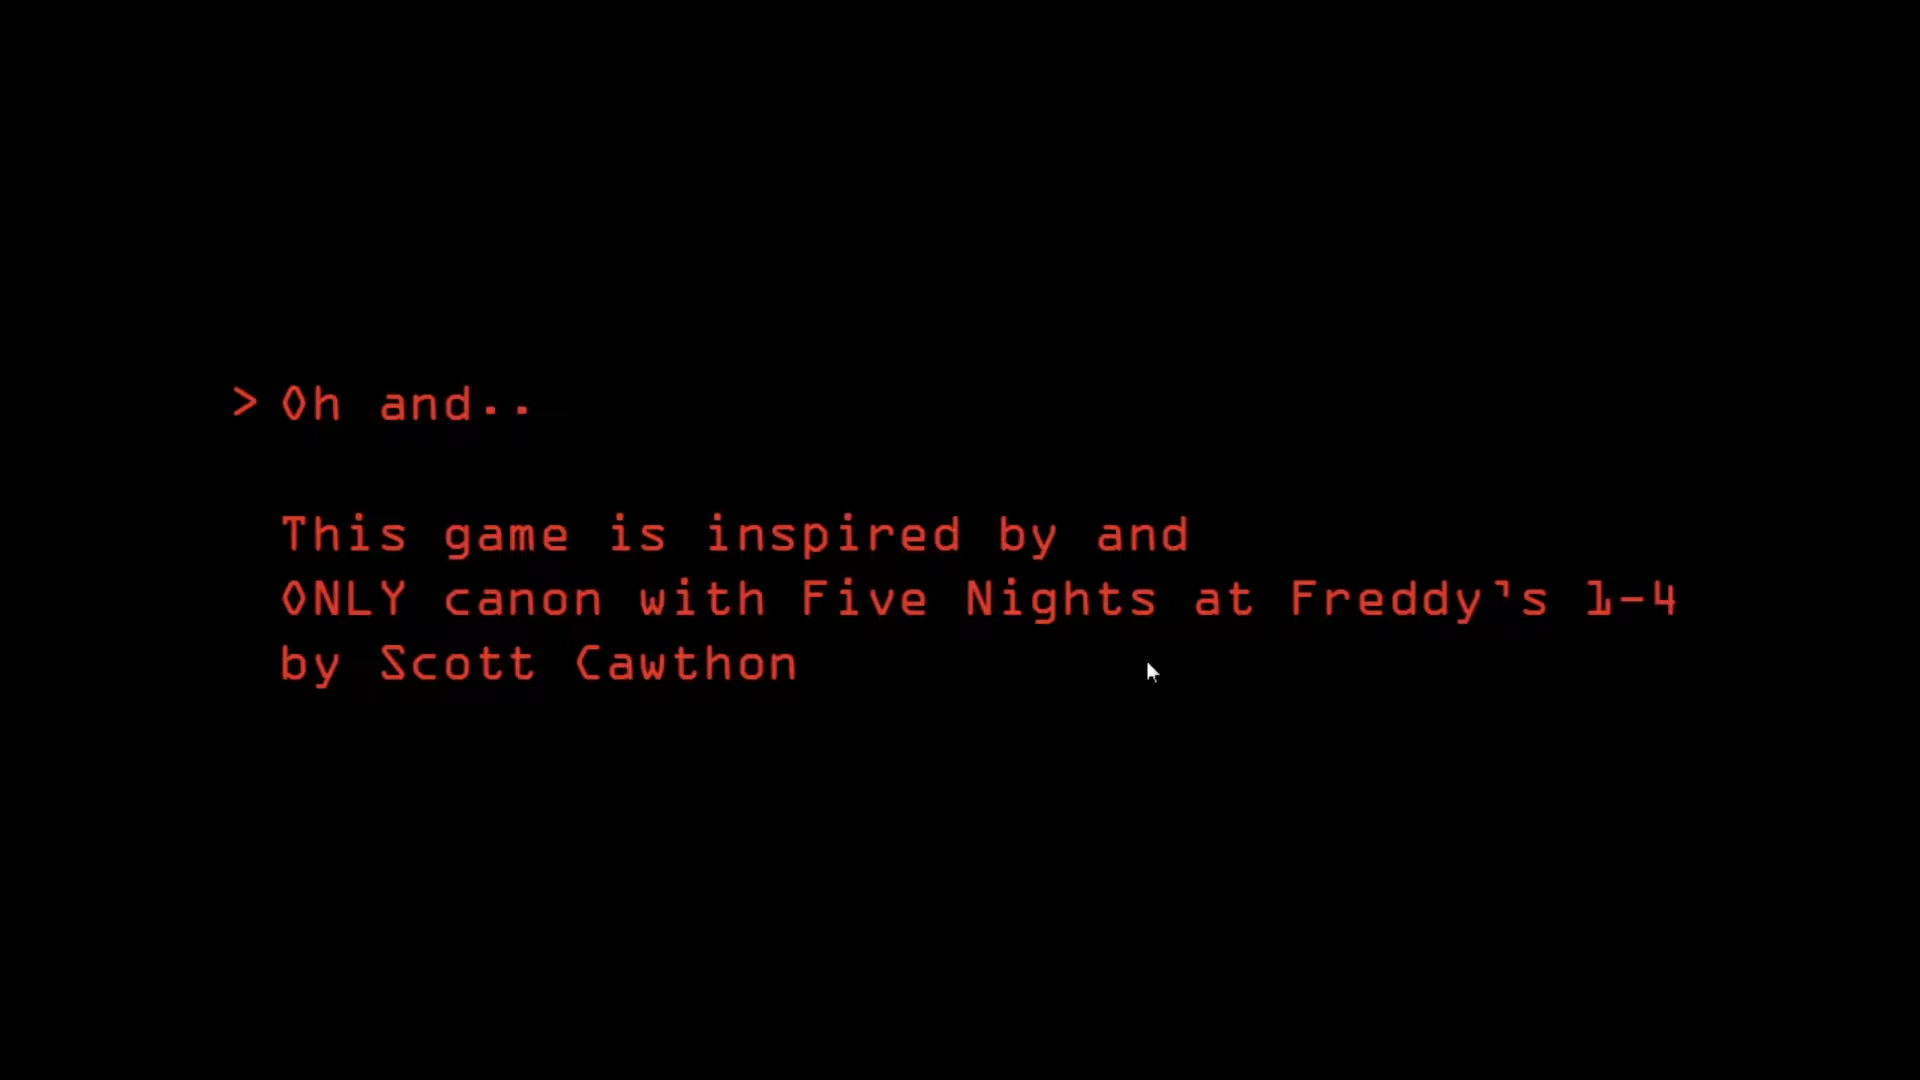 > Oh and..
This game is inspired by and
ONLY canon with Five Nights at Freddy's 1-4
by Scott Cawthon